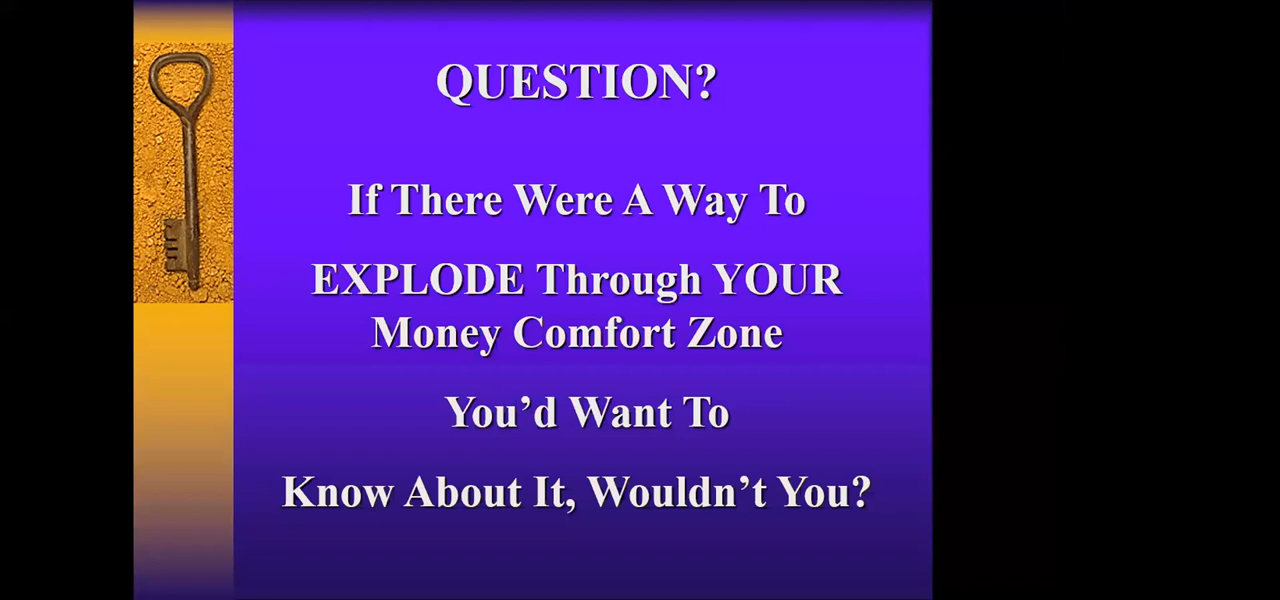 QUESTION?
If There Were A Way To
EXPLODE Through YOUR
Money Comfort Zone
You’d Want To
Know About It, Wouldn’t You?